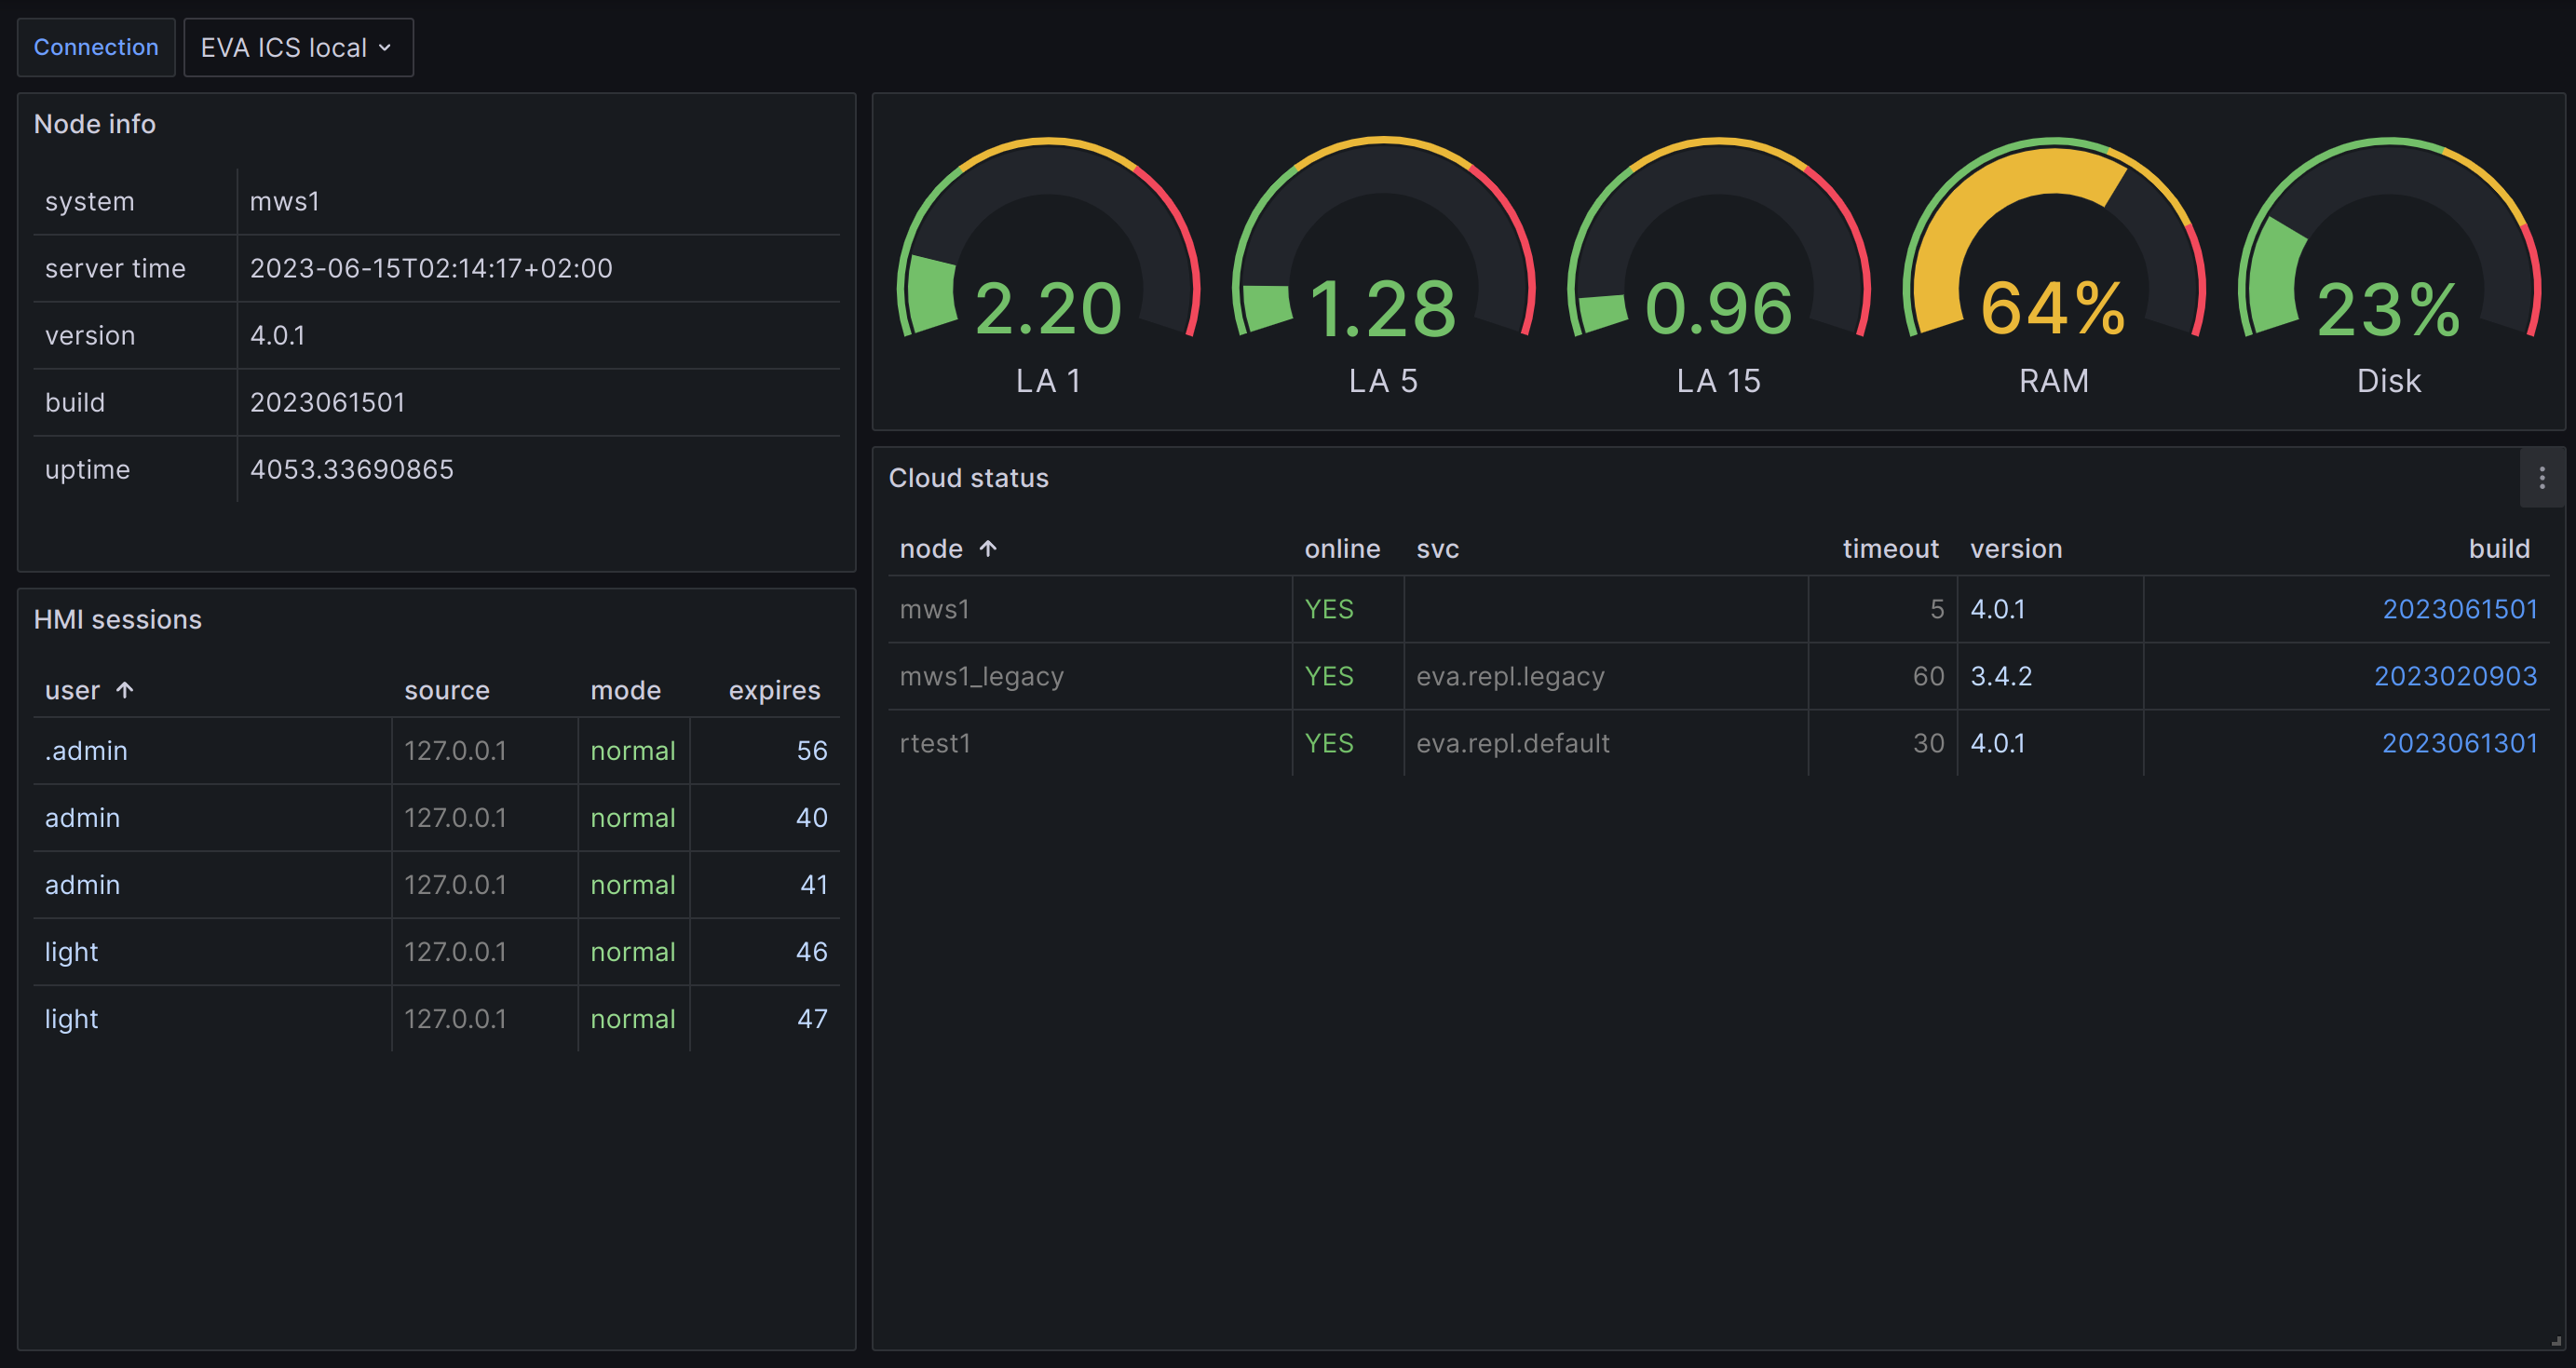 Connection EVA ICS local
Node info
system mws1
server time 2023-06-15T02:14:17+02:00
version 4.0.1
build 2023061501
uptime 4053.33690865
HMI sessions
user source mode expires
.admin 127.0.0.1 normal 56
admin 127.0.0.1 normal 40
admin 127.0.0.1 normal 41
light 127.0.0.1 normal 46
light 127.0.0.1 normal 47
2.20 1.28 0.96 64% 23%
LA 1 LA 5 LA 15 RAM Disk
Cloud status
node online svc timeout version build
mws1 YES 5 4.0.1 2023061501
mws1_legacy YES eva.repl.legacy 60 3.4.2 2023020903
rtest1 YES eva.repl.default 30 4.0.1 2023061301